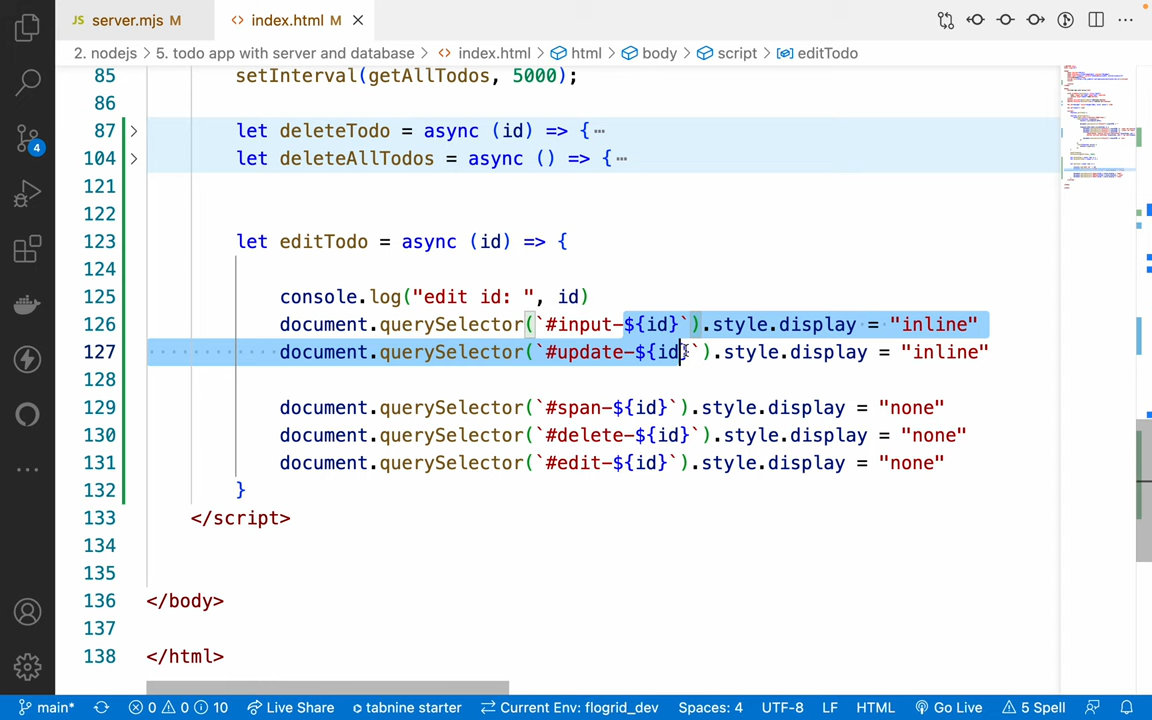 JS server.mjs M
<> index.html M
2. nodejs > 5. todo app with server and database > <> index.html > html > body > script > editTodo
85 setInterval(getAllTodos, 5000);
86
87 let deleteTodo = async (id) => {⋯
104 let deleteAllTodos = async () => {⋯
121
122
123 let editTodo = async (id) => {
124
125 console.log("edit id: ", id)
126 document.querySelector(`#input-${id}`).style.display = "inline"
127 document.querySelector(`#update-${id}`).style.display = "inline"
128
129 document.querySelector(`#span-${id}`).style.display = "none"
130 document.querySelector(`#delete-${id}`).style.display = "none"
131 document.querySelector(`#edit-${id}`).style.display = "none"
132 }
133 </script>
134
135
136 </body>
137
138 </html>
4
main* 0 0 10 Live Share tabnine starter Current Env: flogrid_dev Spaces: 4 UTF-8 LF HTML Go Live 5 Spell